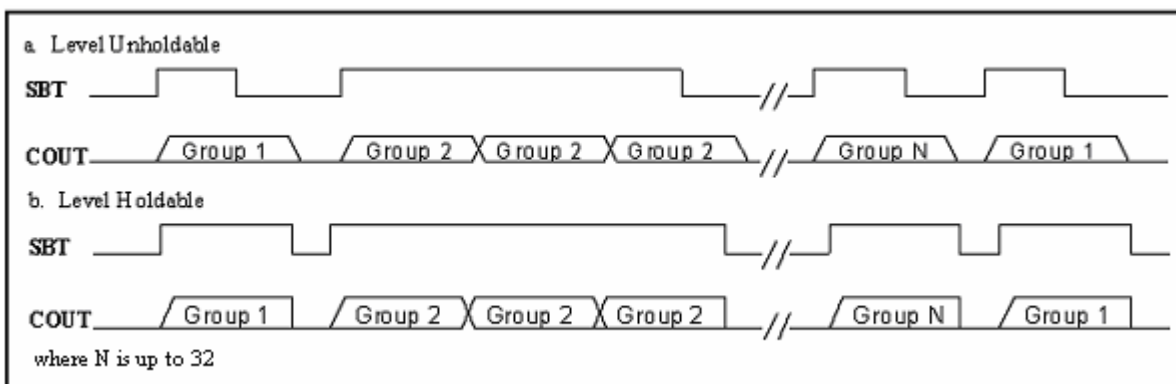 a. Level Unholdable
SBT
COUT Group 1 Group 2 Group 2 Group 2 // Group N Group 1
b. Level Holdable
SBT
COUT Group 1 Group 2 Group 2 Group 2 // Group N Group 1
where N is up to 32